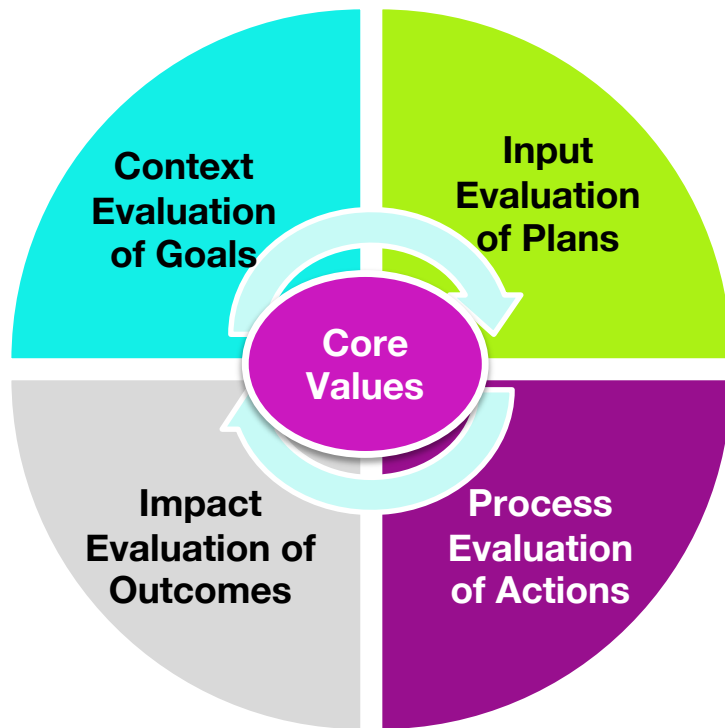 Context
Evaluation
of Goals
Input
Evaluation
of Plans
Core
Values
Impact
Evaluation of
Outcomes
Process
Evaluation
of Actions